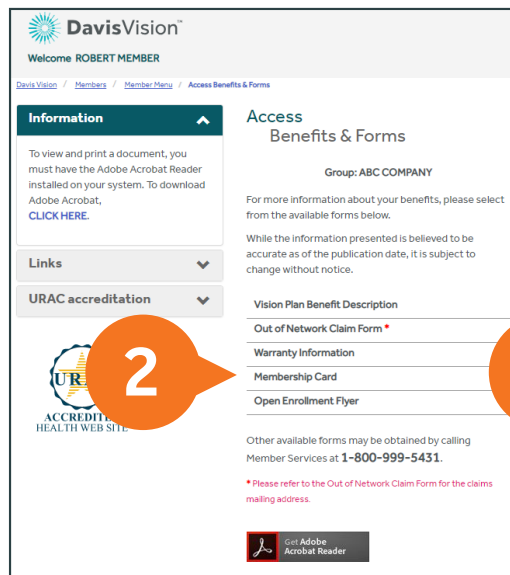 DavisVision™
Welcome ROBERT MEMBER
Davis Vision / Members / Member Menu / Access Benefits & Forms
Information
To view and print a document, you
must have the Adobe Acrobat Reader
installed on your system. To download
Adobe Acrobat,
CLICK HERE.
Links
URAC accreditation
UR
ACCREDITE
HEALTH WEB SITE
2
Access
Benefits & Forms
Group: ABC COMPANY
For more information about your benefits, please select
from the available forms below.
While the information presented is believed to be
accurate as of the publication date, it is subject to
change without notice.
Vision Plan Benefit Description
Out of Network Claim Form *
Warranty Information
Membership Card
Open Enrollment Flyer
Other available forms may be obtained by calling
Member Services at 1-800-999-5431.
* Please refer to the Out of Network Claim Form for the claims
mailing address.
Get Adobe
Acrobat Reader